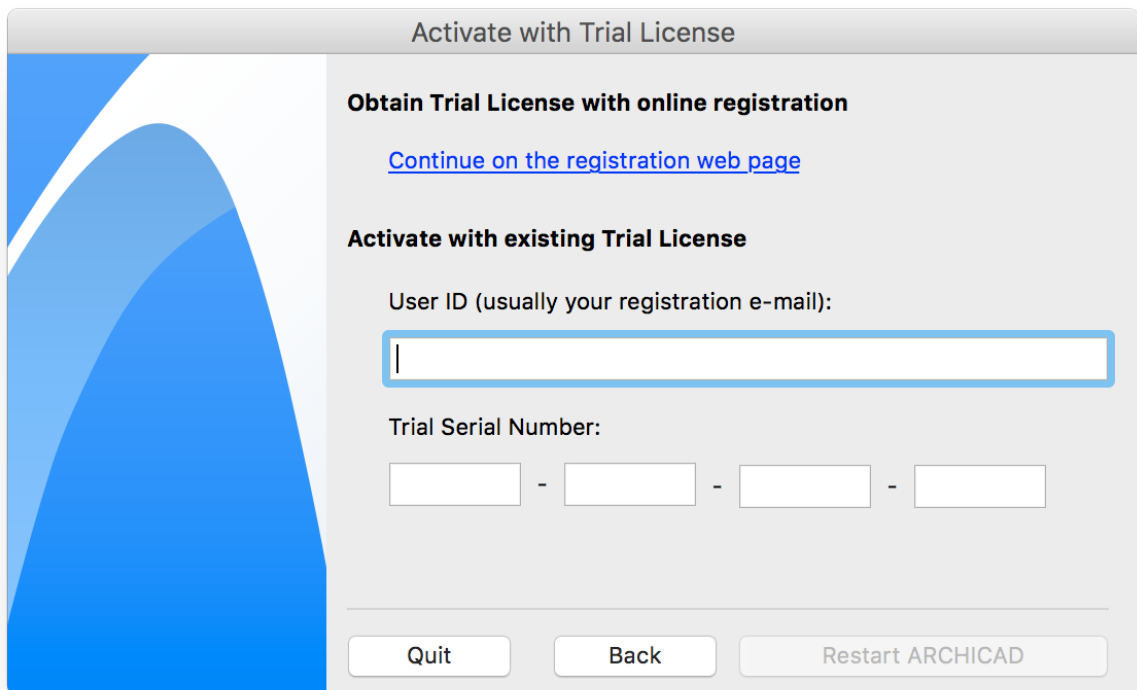 Activate with Trial License
Obtain Trial License with online registration
Continue on the registration web page
Activate with existing Trial License
User ID (usually your registration e-mail):
Trial Serial Number:
- - -
Quit Back Restart ARCHICAD